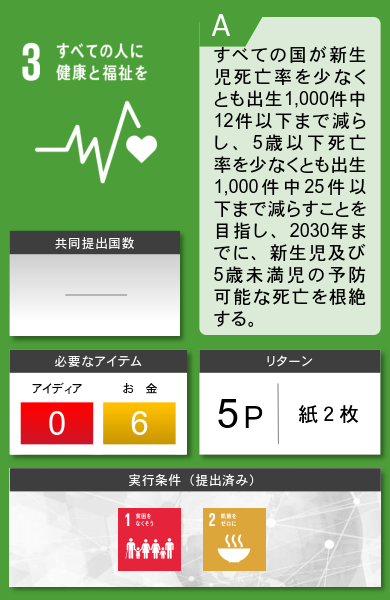 3 すべての人に
健康と福祉を
A
すべての国が新生
児死亡率を少なく
とも出生1,000件中
12件以下まで減ら
し、5歳以下死亡
率を少なくとも出生
1,000件中25件以
下まで減らすことを
目指し、2030年ま
でに、新生児及び
5歳未満児の予防
可能な死亡を根絶
する。
共同提出国数
必要なアイテム
アイディア お金
0 6
リターン
5P 紙2枚
実行条件（提出済み）
1 貧困を
なくそう
2 飢餓を
ゼロに